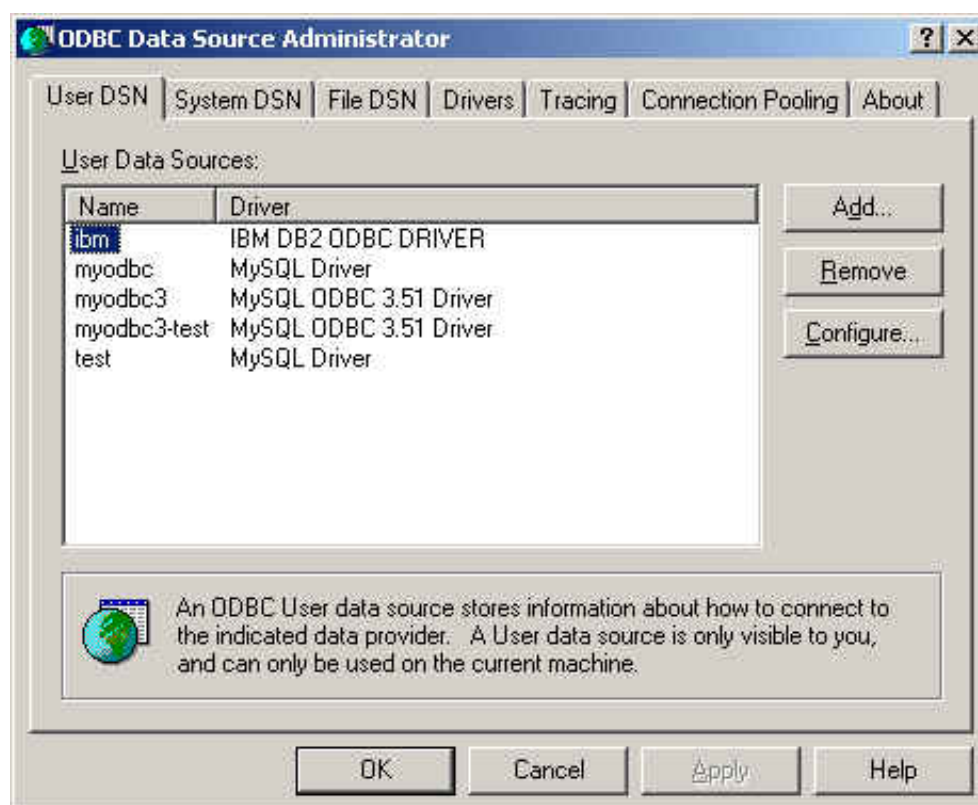 ODBC Data Source Administrator
User DSN System DSN File DSN Drivers Tracing Connection Pooling About
User Data Sources:
Name Driver Add...
ibm IBM DB2 ODBC DRIVER
myodbc MySQL Driver Remove
myodbc3 MySQL ODBC 3.51 Driver
myodbc3-test MySQL ODBC 3.51 Driver Configure...
test MySQL Driver
An ODBC User data source stores information about how to connect to
the indicated data provider. A User data source is only visible to you,
and can only be used on the current machine.
OK Cancel Apply Help